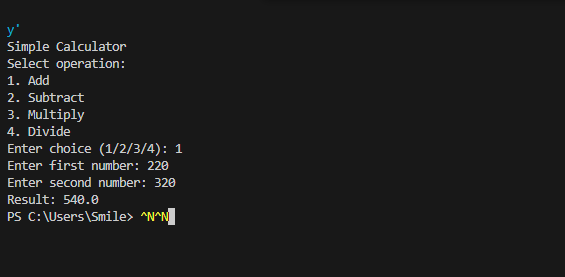 y'
Simple Calculator
Select operation:
1. Add
2. Subtract
3. Multiply
4. Divide
Enter choice (1/2/3/4): 1
Enter first number: 220
Enter second number: 320
Result: 540.0
PS C:\Users\Smile> ^N^N